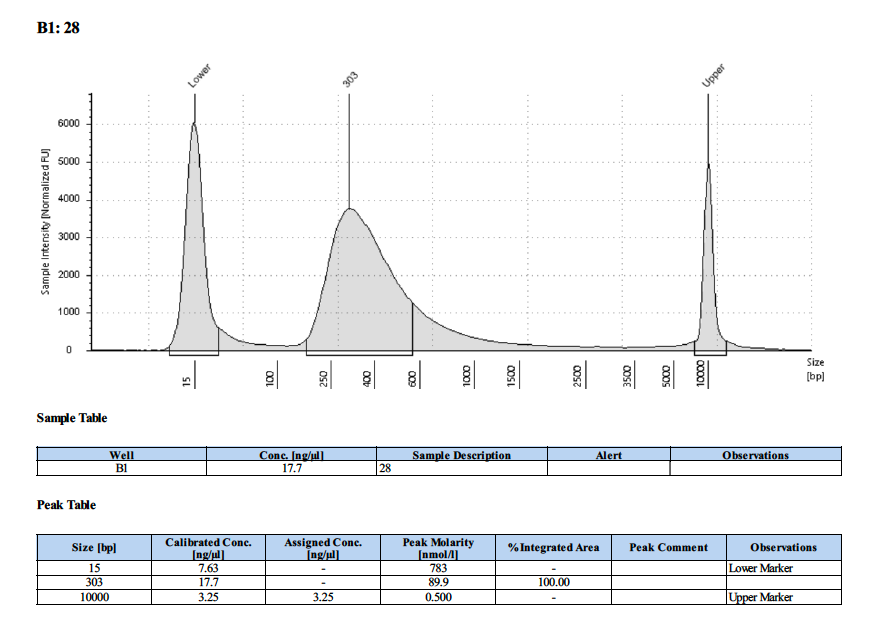 B1: 28
Lower
303
Upper
Sample Intensity [Normalized FU]
6000
5000
4000
3000
2000
1000
0
15
100
250
400
600
1000
1500
2500
3500
5000
10000
Size
[bp]
Sample Table
Well Conc. [ng/µl] Sample Description Alert Observations
B1 17.7 28
Peak Table
Size [bp] Calibrated Conc. [ng/µl] Assigned Conc. [ng/µl] Peak Molarity [nmol/l] % Integrated Area Peak Comment Observations
15 7.63 - 783 - Lower Marker
303 17.7 - 89.9 100.00
10000 3.25 3.25 0.500 - Upper Marker